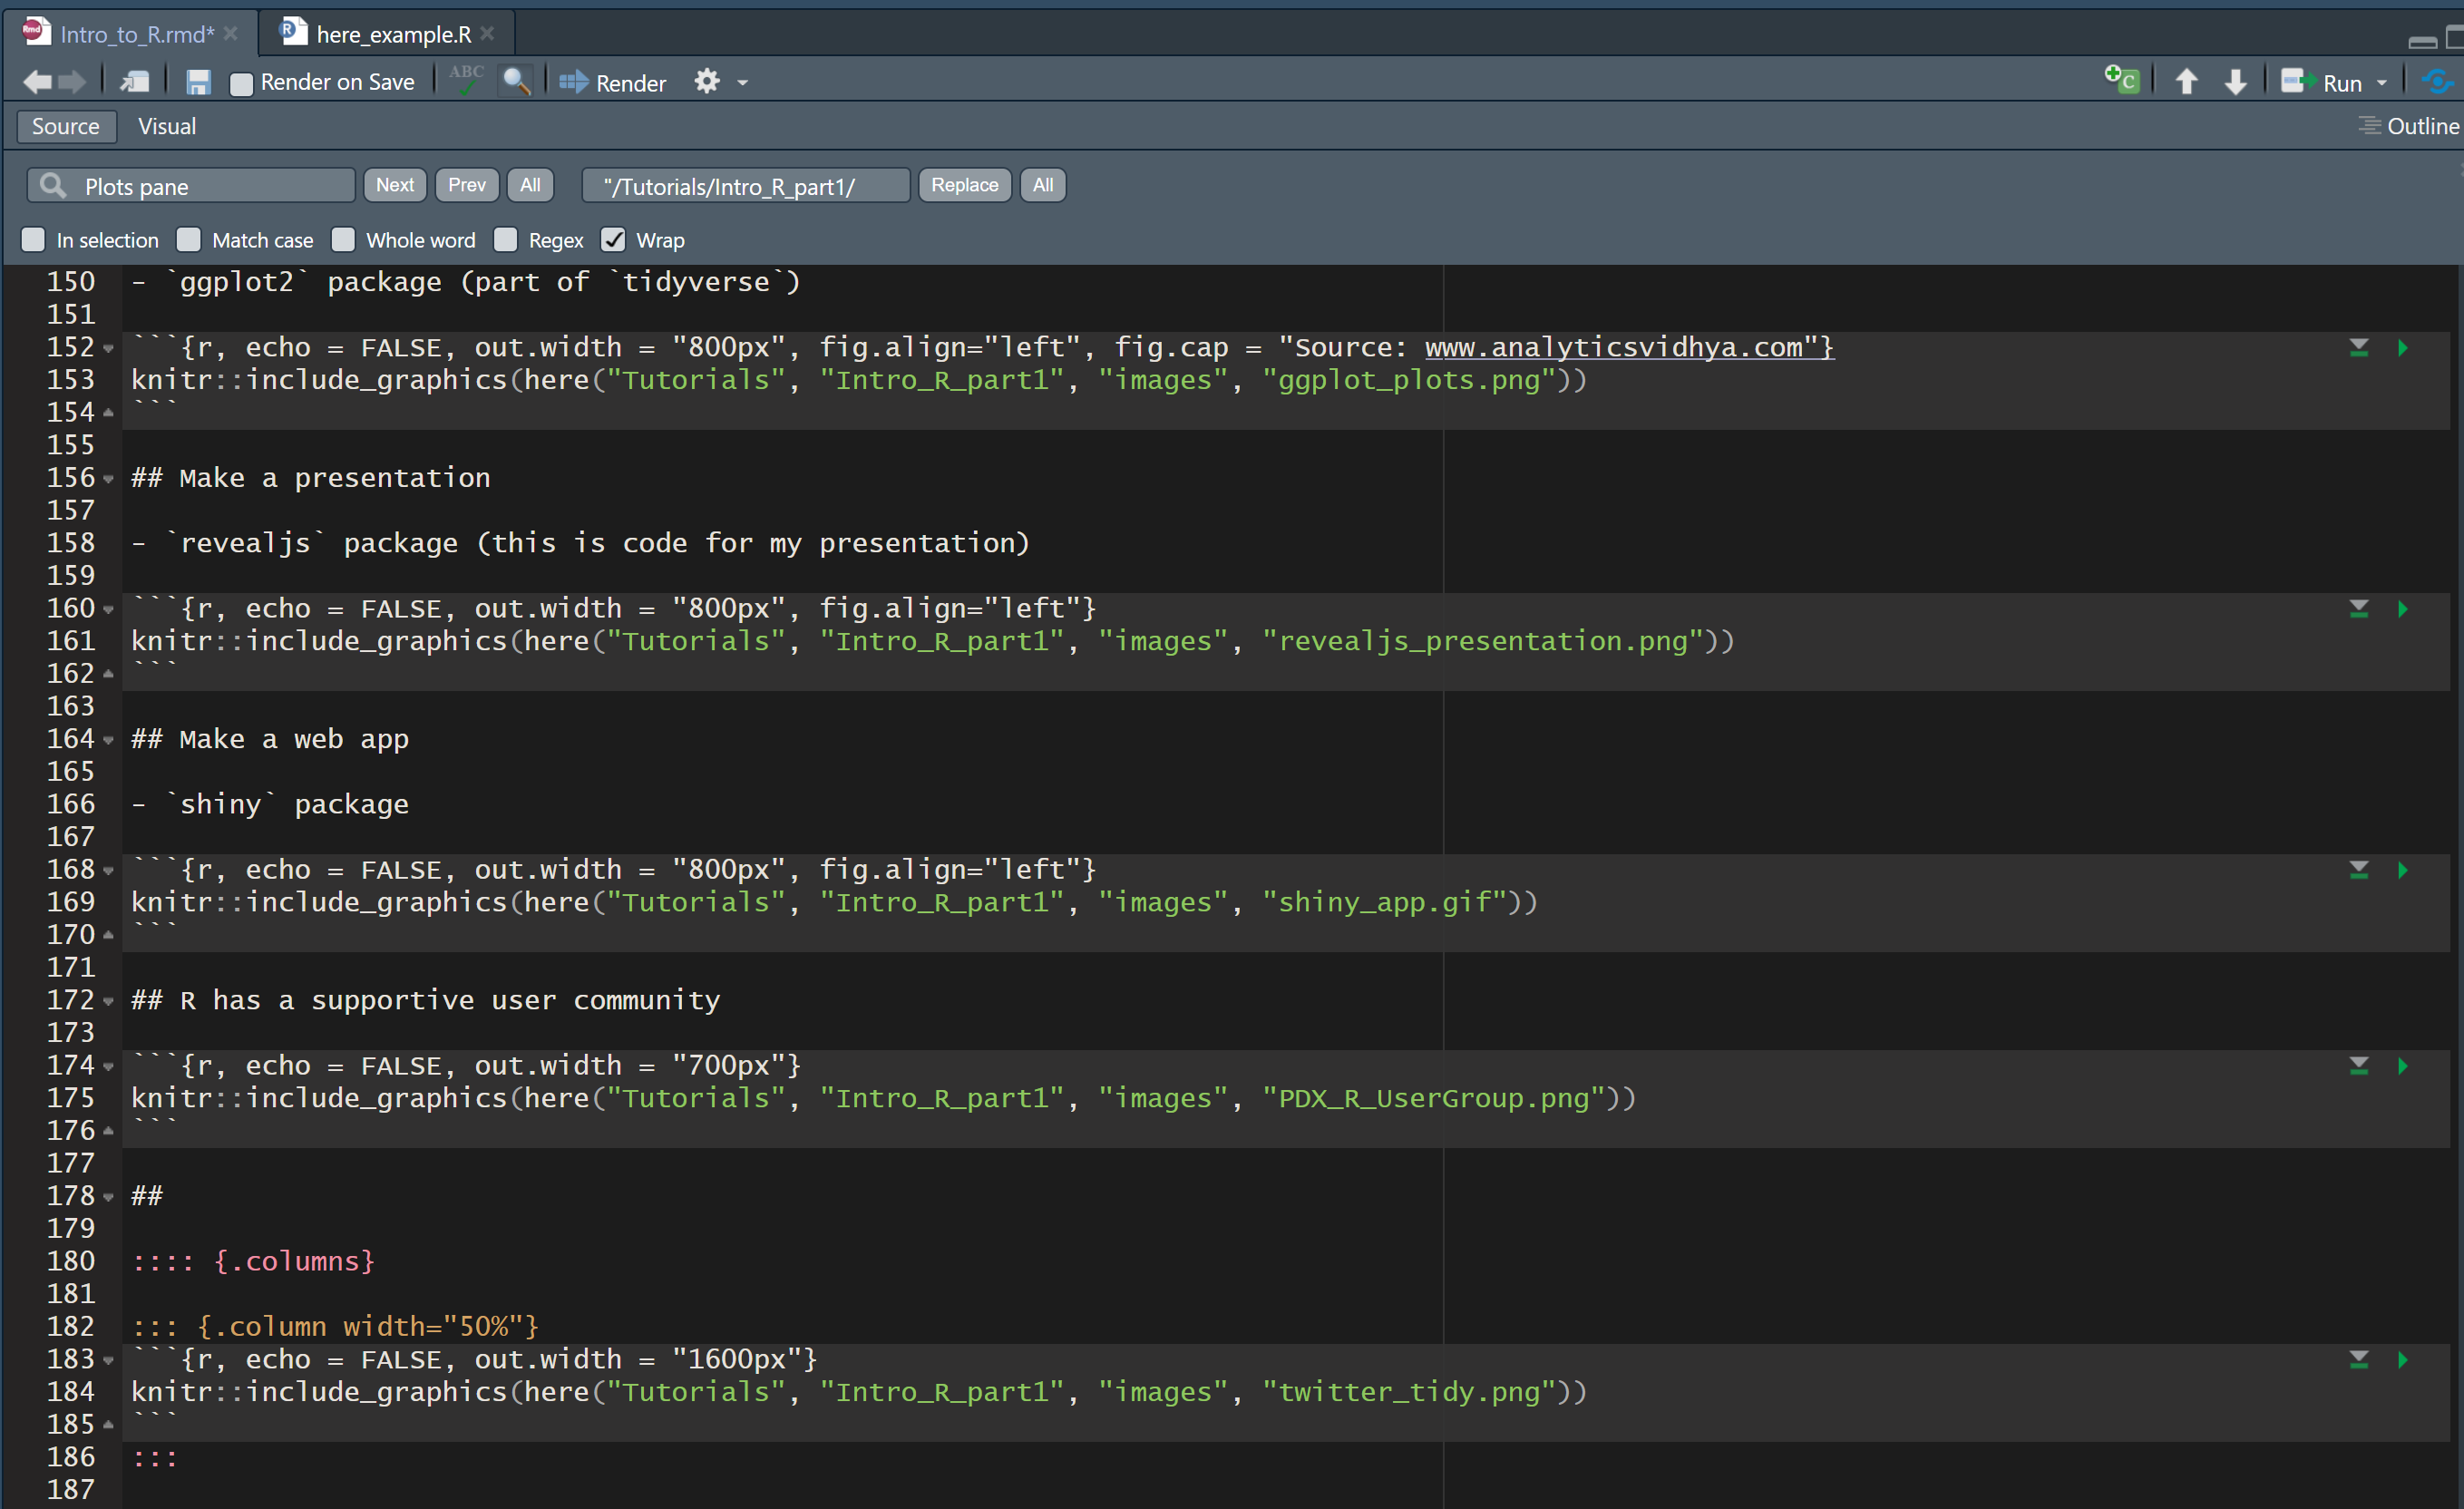 Intro_to_R.rmd* here_example.R
Render on Save ABC Render Run
Source Visual Outline
Plots pane Next Prev All "/Tutorials/Intro_R_part1/ Replace All
In selection Match case Whole word Regex Wrap
150 - `ggplot2` package (part of `tidyverse`)
151
152 ```{r, echo = FALSE, out.width = "800px", fig.align="left", fig.cap = "Source: www.analyticsvidhya.com"}
153 knitr::include_graphics(here("Tutorials", "Intro_R_part1", "images", "ggplot_plots.png"))
154 ```
155
156 ## Make a presentation
157
158 - `revealjs` package (this is code for my presentation)
159
160 ```{r, echo = FALSE, out.width = "800px", fig.align="left"}
161 knitr::include_graphics(here("Tutorials", "Intro_R_part1", "images", "revealjs_presentation.png"))
162 ```
163
164 ## Make a web app
165
166 - `shiny` package
167
168 ```{r, echo = FALSE, out.width = "800px", fig.align="left"}
169 knitr::include_graphics(here("Tutorials", "Intro_R_part1", "images", "shiny_app.gif"))
170 ```
171
172 ## R has a supportive user community
173
174 ```{r, echo = FALSE, out.width = "700px"}
175 knitr::include_graphics(here("Tutorials", "Intro_R_part1", "images", "PDX_R_UserGroup.png"))
176 ```
177
178 ##
179
180 :::: {.columns}
181
182 ::: {.column width="50%"}
183 ```{r, echo = FALSE, out.width = "1600px"}
184 knitr::include_graphics(here("Tutorials", "Intro_R_part1", "images", "twitter_tidy.png"))
185 ```
186 :::
187